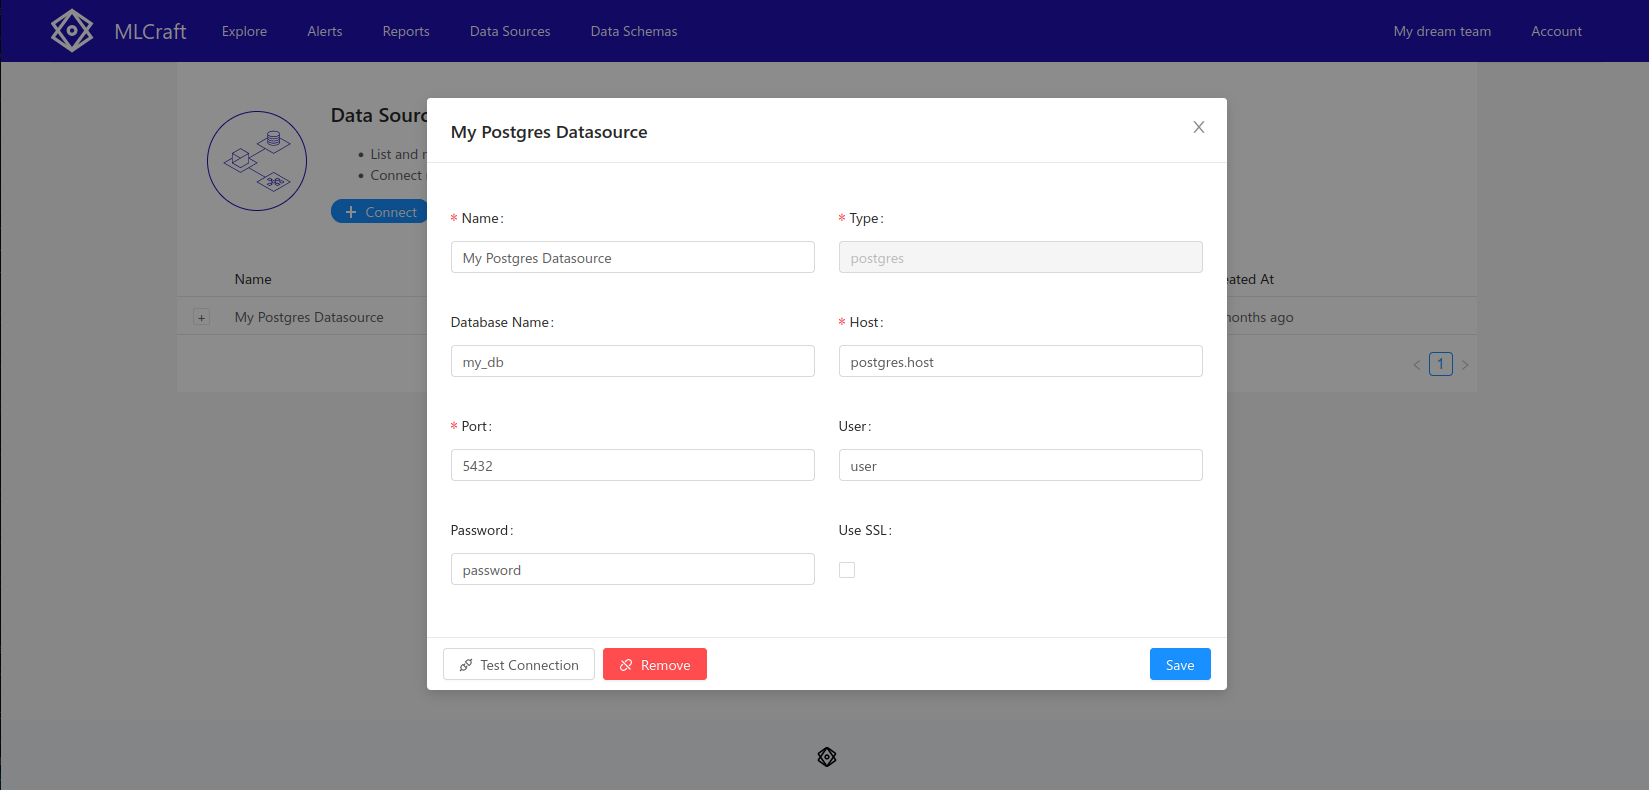 MLCraft Explore Alerts Reports Data Sources Data Schemas My dream team Account
Data Sourc
List and
Connect
+ Connect
Name
ated At
+ My Postgres Datasource
onths ago
< 1 >
My Postgres Datasource X
* Name: * Type:
My Postgres Datasource postgres
Database Name: * Host:
my_db postgres.host
* Port: User:
5432 user
Password: Use SSL:
password
Test Connection Remove Save